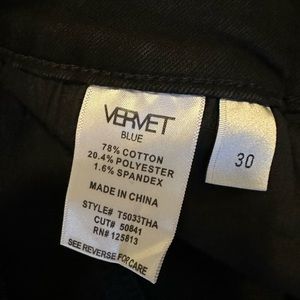 VERVET
BLUE
78% COTTON
20.4% POLYESTER
1.6% SPANDEX
MADE IN CHINA
STYLE# T5033THA
CUT# 50841
RN# 125813
SEE REVERSE FOR CARE
30